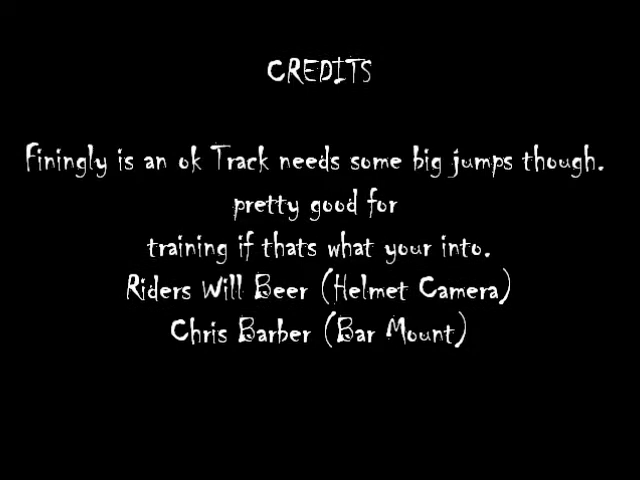 CREDITS
Finingly is an ok Track needs some big jumps though.
pretty good for
training if thats what your into.
Riders Will Beer (Helmet Camera)
Chris Barber (Bar Mount)